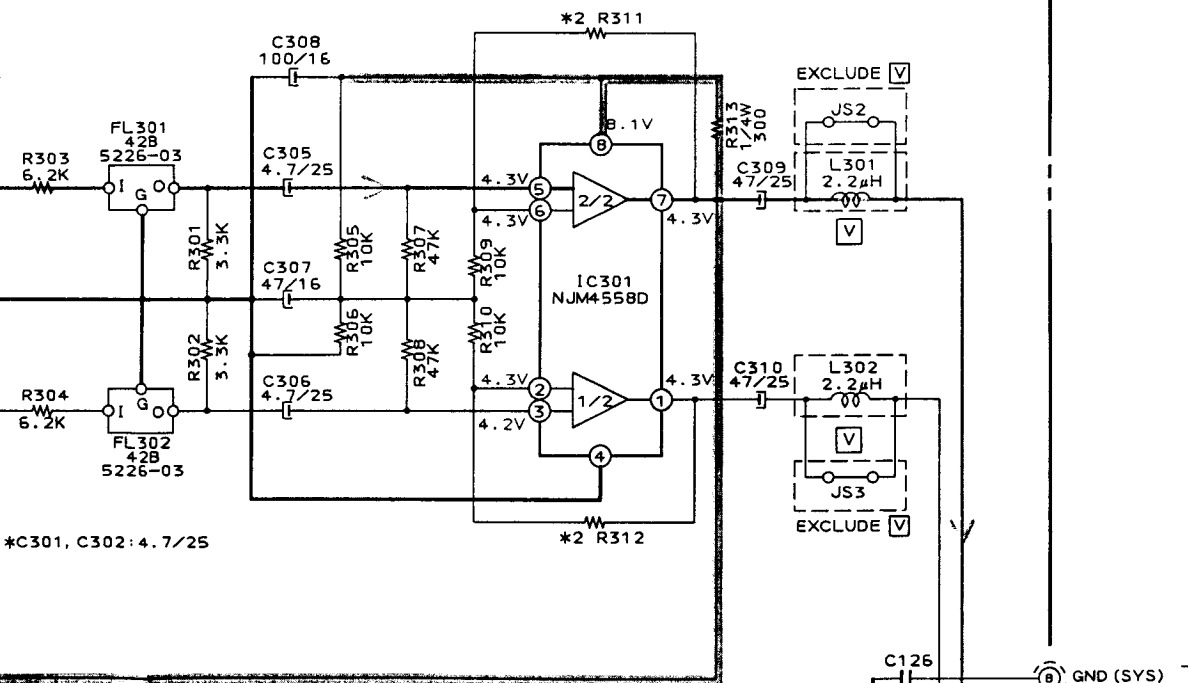 *2 R311
C308
100/16
EXCLUDE V
JS2
FL301
42B
5226-03
R313
1/4W
300
8.1V
8
R303
6.2K
I
O
G
C305
4.7/25
4.3V
5
2/2
7
4.3V
6
4.3V
C309
47/25
L301
2.2μH
V
R301
3.3K
R305
10K
R307
47K
R309
10K
C307
47/16
IC301
NJM4558D
R302
3.3K
R306
10K
R308
47K
R310
10K
R304
6.2K
I
O
G
FL302
42B
5226-03
C306
4.7/25
4.3V
2
1/2
1
4.3V
3
4.2V
4
C310
47/25
L302
2.2μH
V
JS3
EXCLUDE V
*2 R312
*C301, C302:4.7/25
C126
8 GND (SYS)